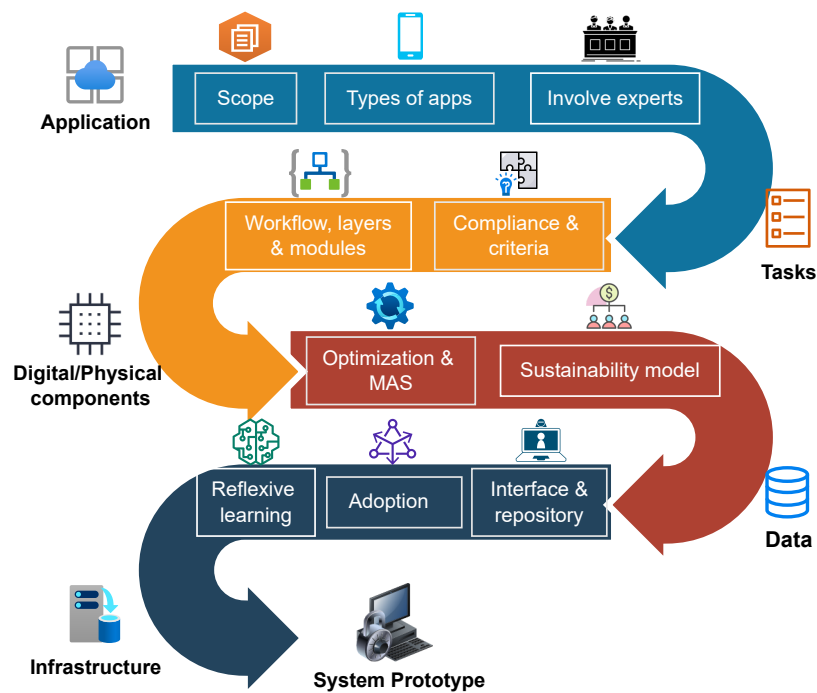 Scope
Types of apps
Involve experts
Application
Workflow, layers
& modules
Compliance &
criteria
Tasks
Digital/Physical
components
Optimization &
MAS
Sustainability model
Reflexive
learning
Adoption
Interface &
repository
Data
Infrastructure
System Prototype